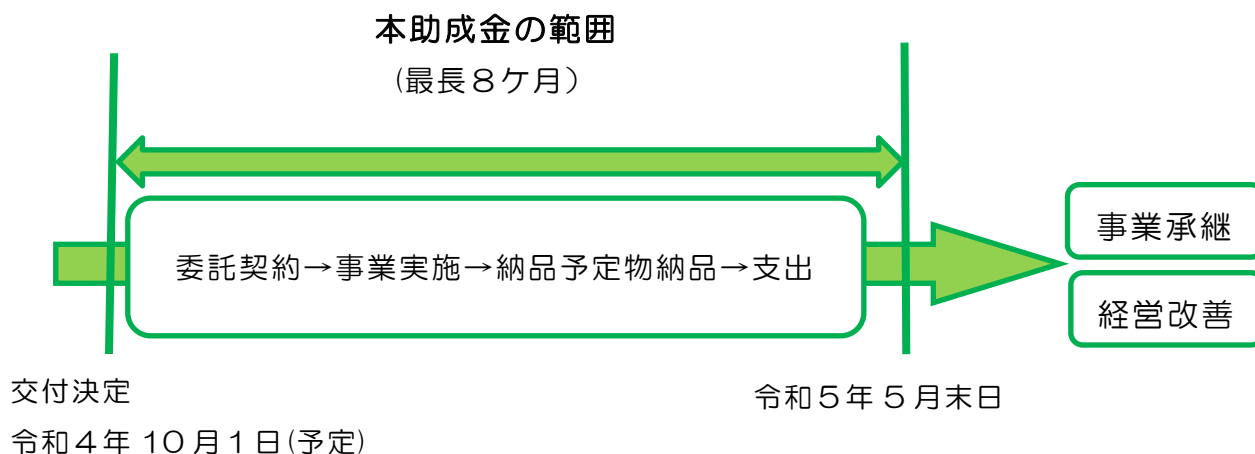 本助成金の範囲
(最長８ケ月）
委託契約→事業実施→納品予定物納品→支出
事業承継
経営改善
交付決定
令和４年 10 月１日(予定)
令和５年 5 月末日